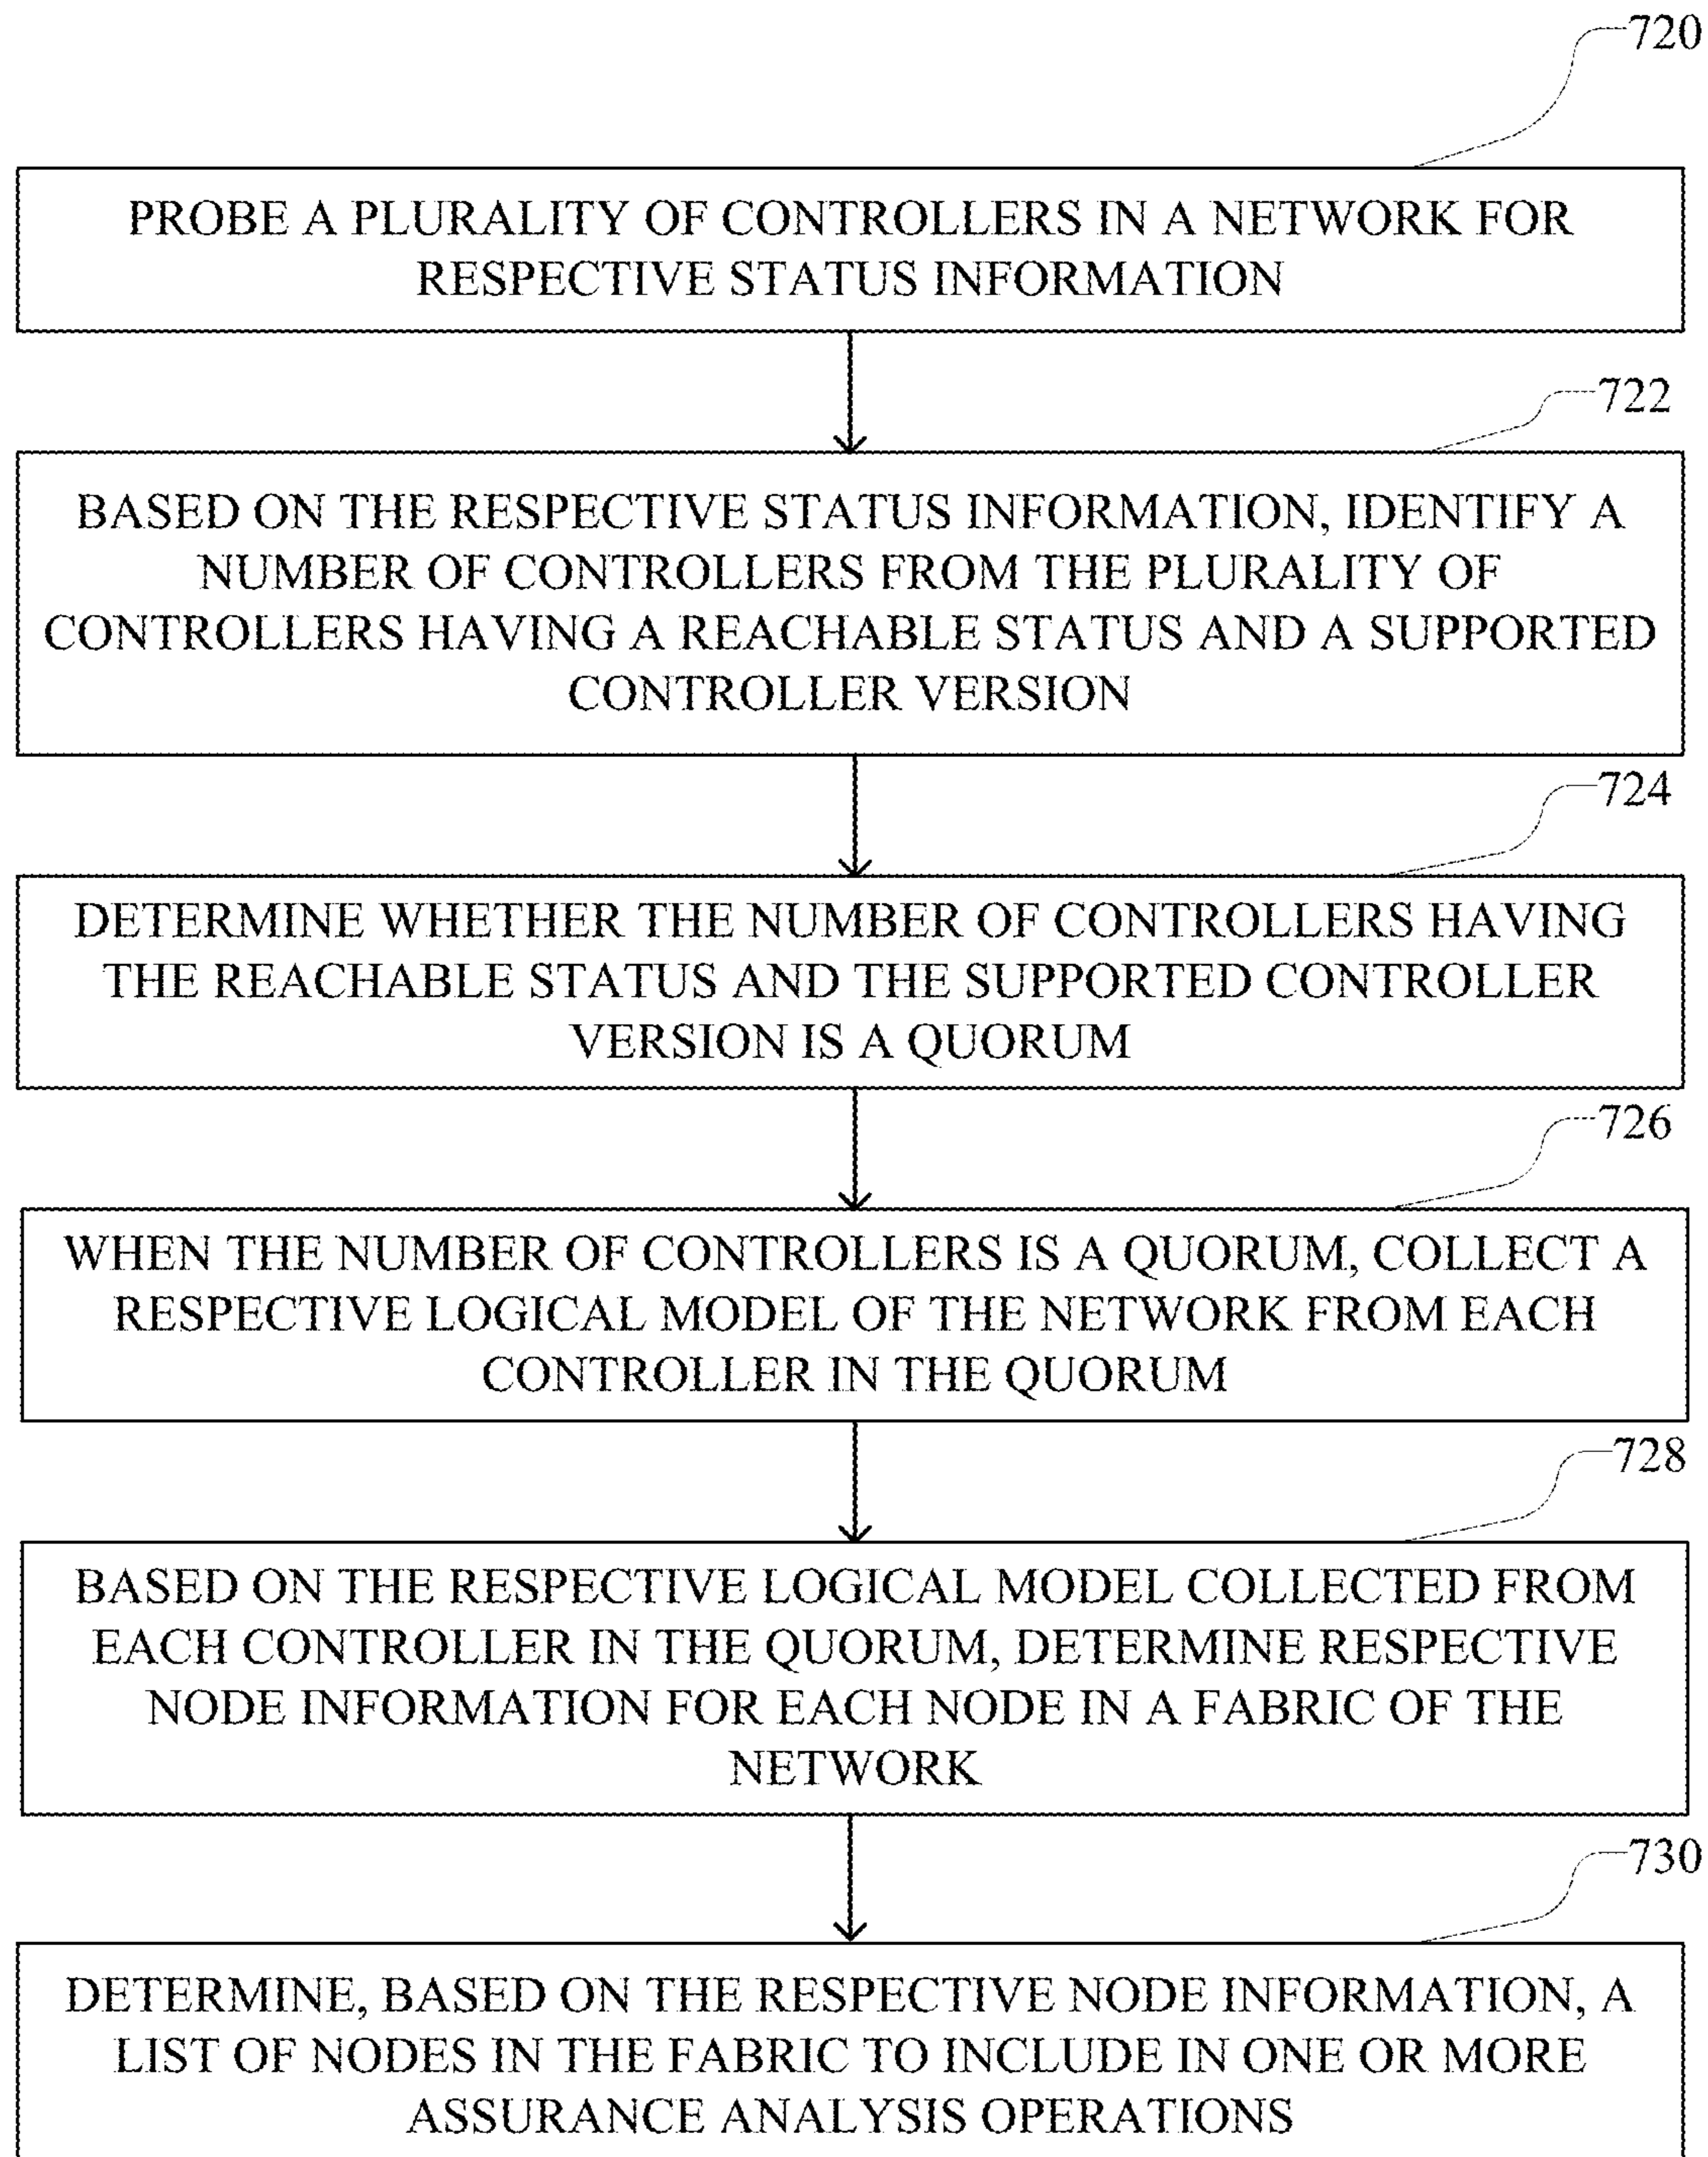 720
PROBE A PLURALITY OF CONTROLLERS IN A NETWORK FOR
RESPECTIVE STATUS INFORMATION
722
BASED ON THE RESPECTIVE STATUS INFORMATION, IDENTIFY A
NUMBER OF CONTROLLERS FROM THE PLURALITY OF
CONTROLLERS HAVING A REACHABLE STATUS AND A SUPPORTED
CONTROLLER VERSION
724
DETERMINE WHETHER THE NUMBER OF CONTROLLERS HAVING
THE REACHABLE STATUS AND THE SUPPORTED CONTROLLER
VERSION IS A QUORUM
726
WHEN THE NUMBER OF CONTROLLERS IS A QUORUM, COLLECT A
RESPECTIVE LOGICAL MODEL OF THE NETWORK FROM EACH
CONTROLLER IN THE QUORUM
728
BASED ON THE RESPECTIVE LOGICAL MODEL COLLECTED FROM
EACH CONTROLLER IN THE QUORUM, DETERMINE RESPECTIVE
NODE INFORMATION FOR EACH NODE IN A FABRIC OF THE
NETWORK
730
DETERMINE, BASED ON THE RESPECTIVE NODE INFORMATION, A
LIST OF NODES IN THE FABRIC TO INCLUDE IN ONE OR MORE
ASSURANCE ANALYSIS OPERATIONS